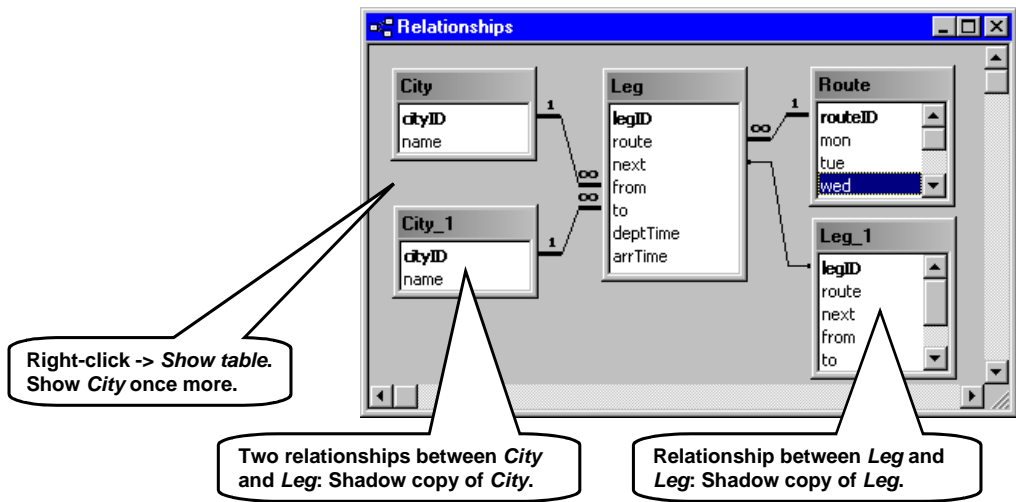 Relationships
City
cityID
name
1
∞
City_1
cityID
name
1
∞
Leg
legID
route
next
from
to
deptTime
arrTime
∞
1
Route
routeID
mon
tue
wed
Leg_1
legID
route
next
from
to
Right-click -> Show table.
Show City once more.
Two relationships between City
and Leg: Shadow copy of City.
Relationship between Leg and
Leg: Shadow copy of Leg.